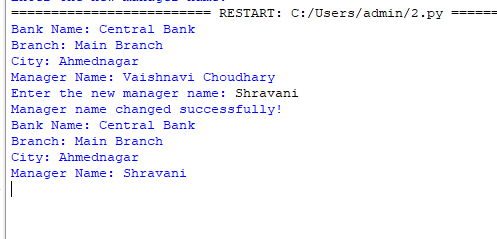 ========================= RESTART: C:/Users/admin/2.py ======
Bank Name: Central Bank
Branch: Main Branch
City: Ahmednagar
Manager Name: Vaishnavi Choudhary
Enter the new manager name: Shravani
Manager name changed successfully!
Bank Name: Central Bank
Branch: Main Branch
City: Ahmednagar
Manager Name: Shravani